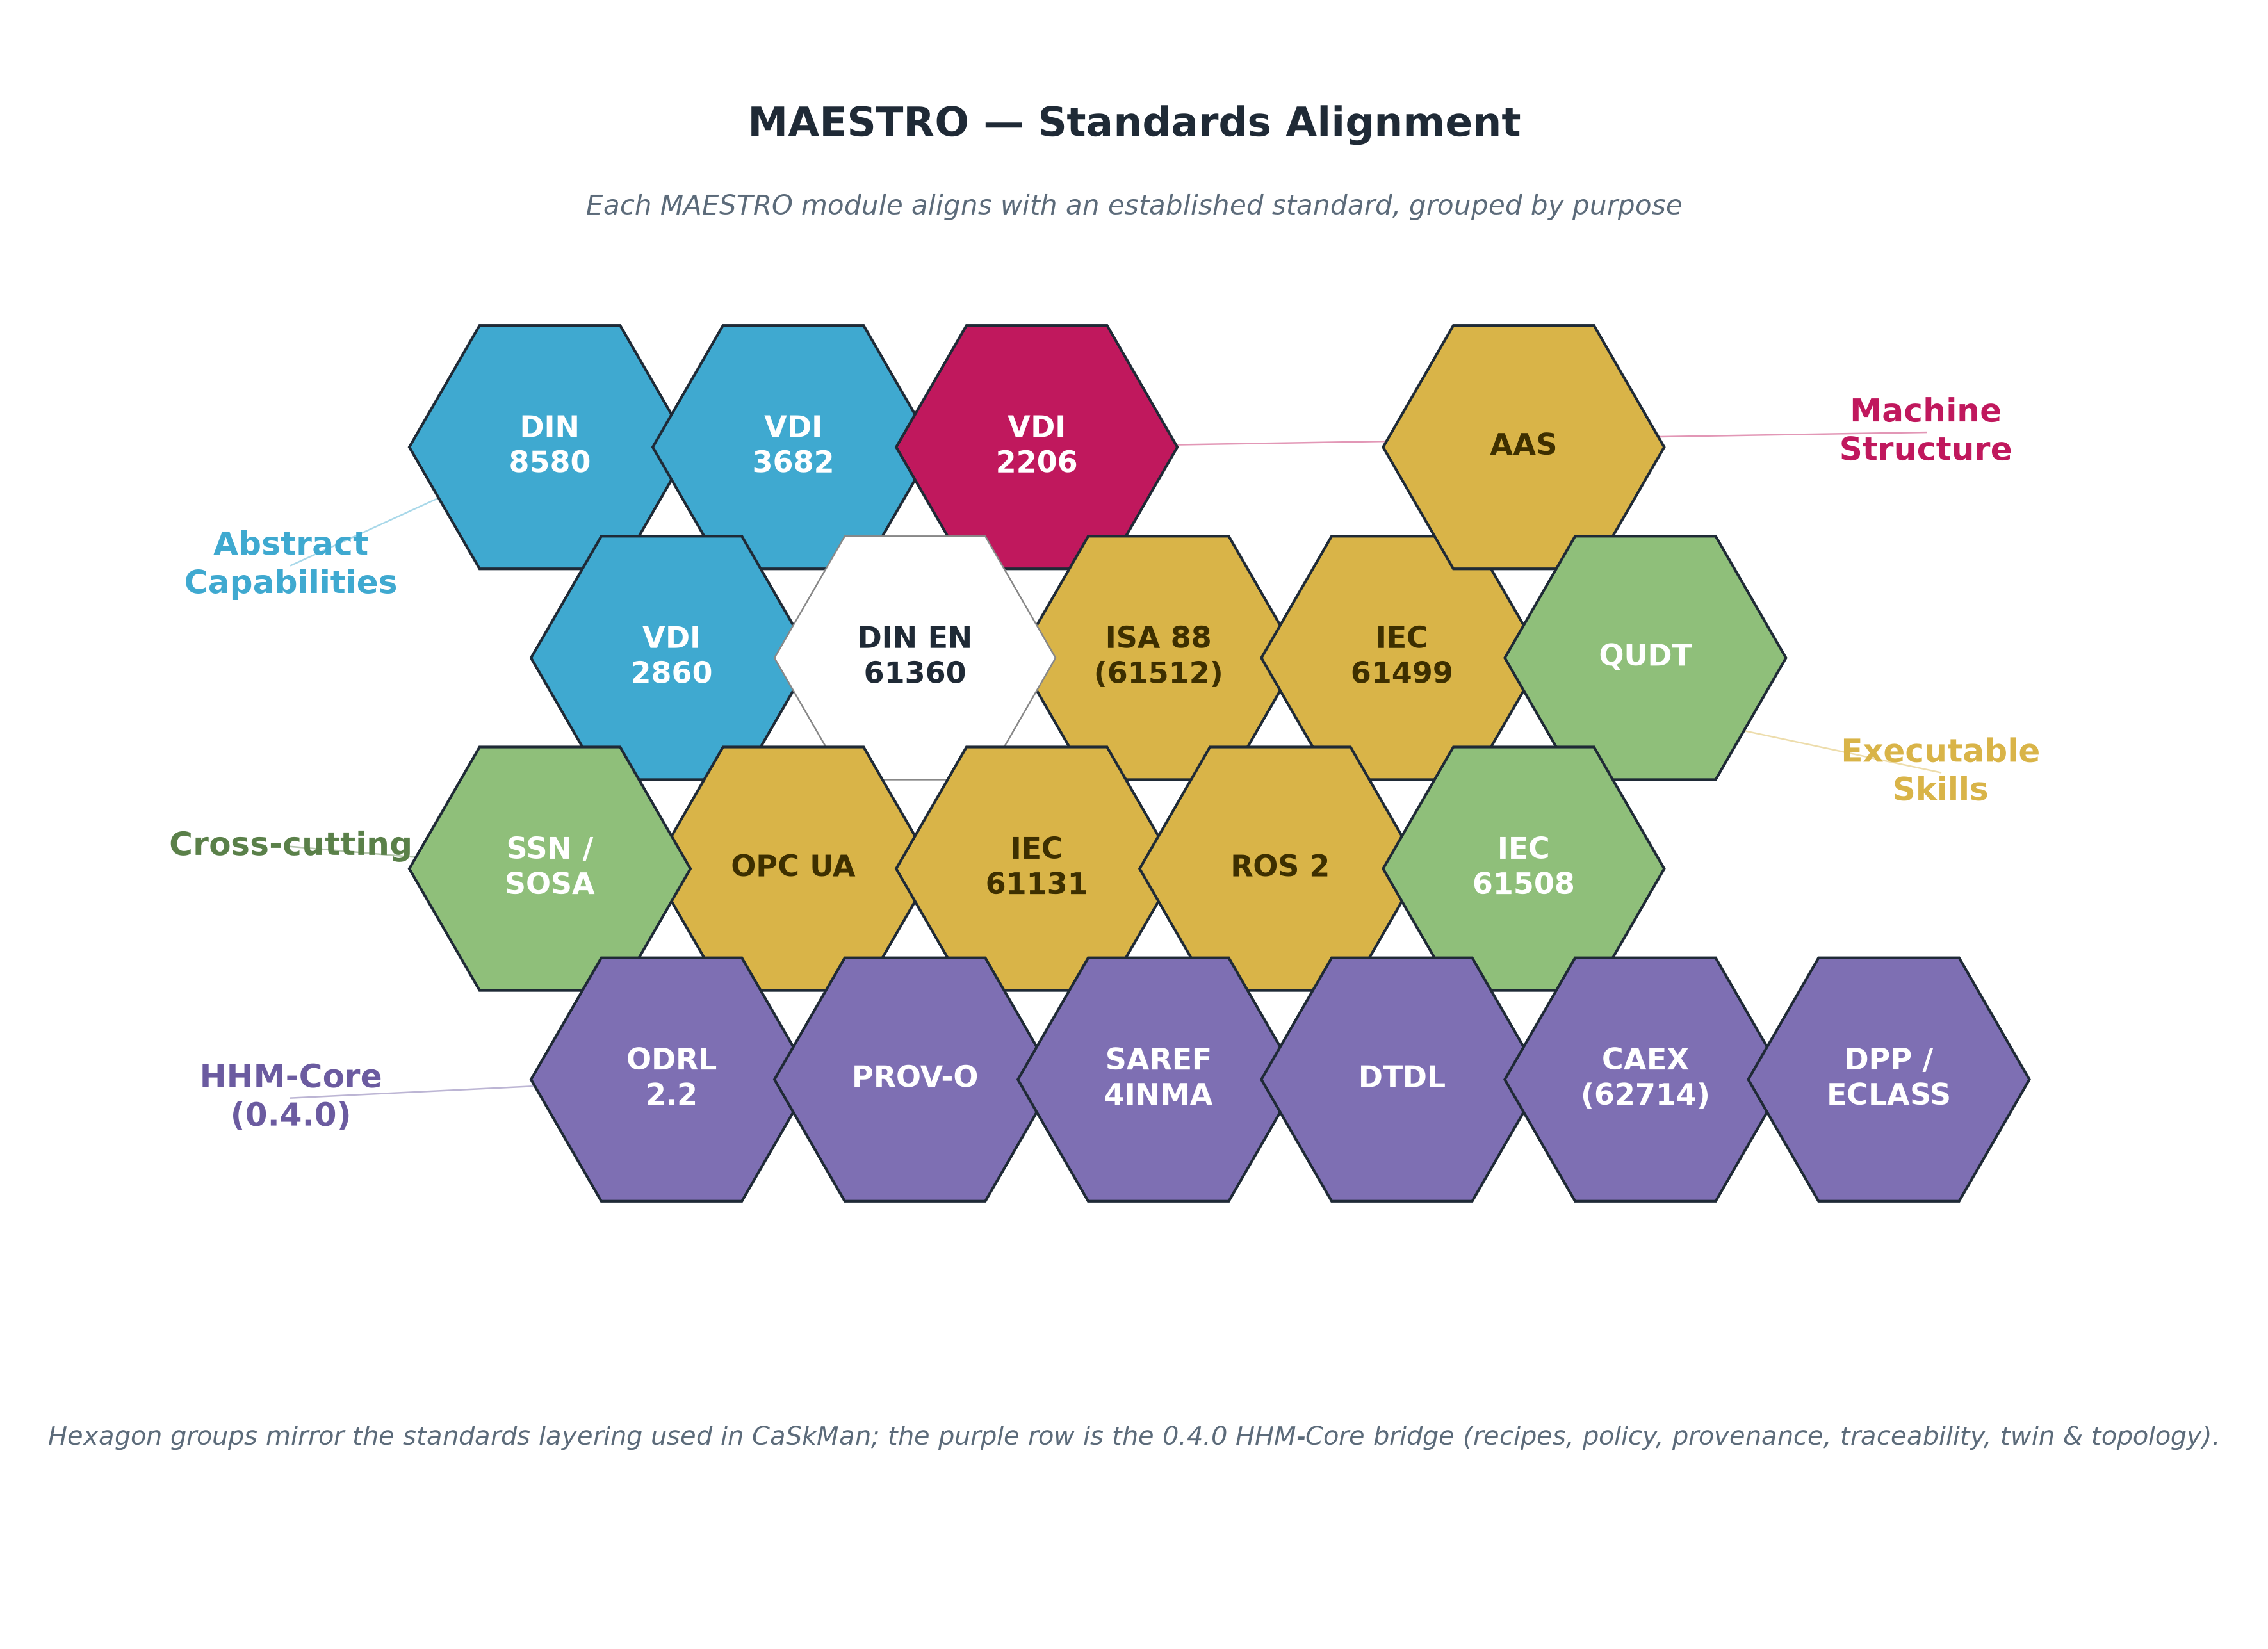 MAESTRO — Standards Alignment
Each MAESTRO module aligns with an established standard, grouped by purpose
DIN
8580
VDI
3682
VDI
2206
AAS
Machine
Structure
Abstract
Capabilities
VDI
2860
DIN EN
61360
ISA 88
(61512)
IEC
61499
QUDT
Executable
Skills
Cross-cutting
SSN /
SOSA
OPC UA
IEC
61131
ROS 2
IEC
61508
HHM-Core
(0.4.0)
ODRL
2.2
PROV-O
SAREF
4INMA
DTDL
CAEX
(62714)
DPP /
ECLASS
Hexagon groups mirror the standards layering used in CaSkMan; the purple row is the 0.4.0 HHM-Core bridge (recipes, policy, provenance, traceability, twin & topology).